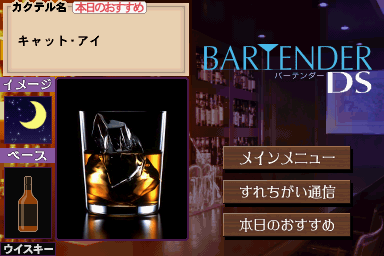 カクテル名
本日のおすすめ
キャット・アイ
イメージ
ベース
ウイスキー
BARTENDER
バーテンダー
DS
メインメニュー
すれちがい通信
本日のおすすめ